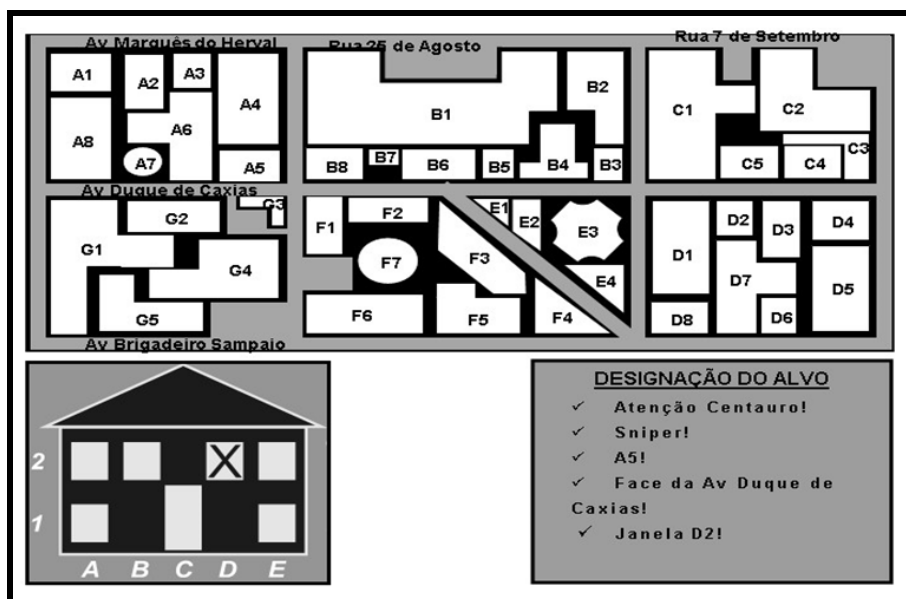 Av Marquês do Herval
Rua 25 de Agosto
Rua 7 de Setembro
A1
A2
A3
A4
A8
A6
A7
A5
B1
B2
B8
B7
B6
B5
B4
B3
C1
C2
C5
C4
C3
Av Duque de Caxias
G3
G2
G1
G4
G5
F1
F2
F7
F3
F6
F5
F4
E1
E2
E3
E4
D1
D2
D3
D4
D7
D5
D8
D6
Av Brigadeiro Sampaio
2
X
1
A B C D E
DESIGNAÇÃO DO ALVO
✓ Atenção Centauro!
✓ Sniper!
✓ A5!
✓ Face da Av Duque de
Caxias!
✓ Janela D2!